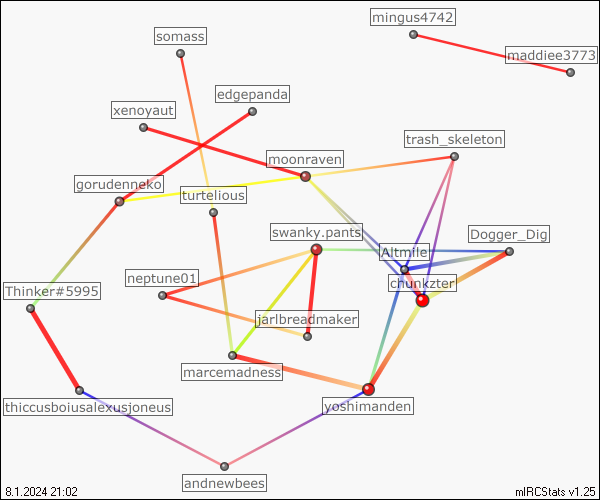 mingus4742
somass
maddiee3773
edgepanda
xenoyaut
trash_skeleton
moonraven
gorudenneko
turtelious
swanky.pants
Dogger_Dig
Altmile
neptune01
chunkzter
Thinker#5995
jarlbreadmaker
marcemadness
thiccusboiusalexusjoneus
yoshimanden
andnewbees
8.1.2024 21:02
mIRCStats v1.25